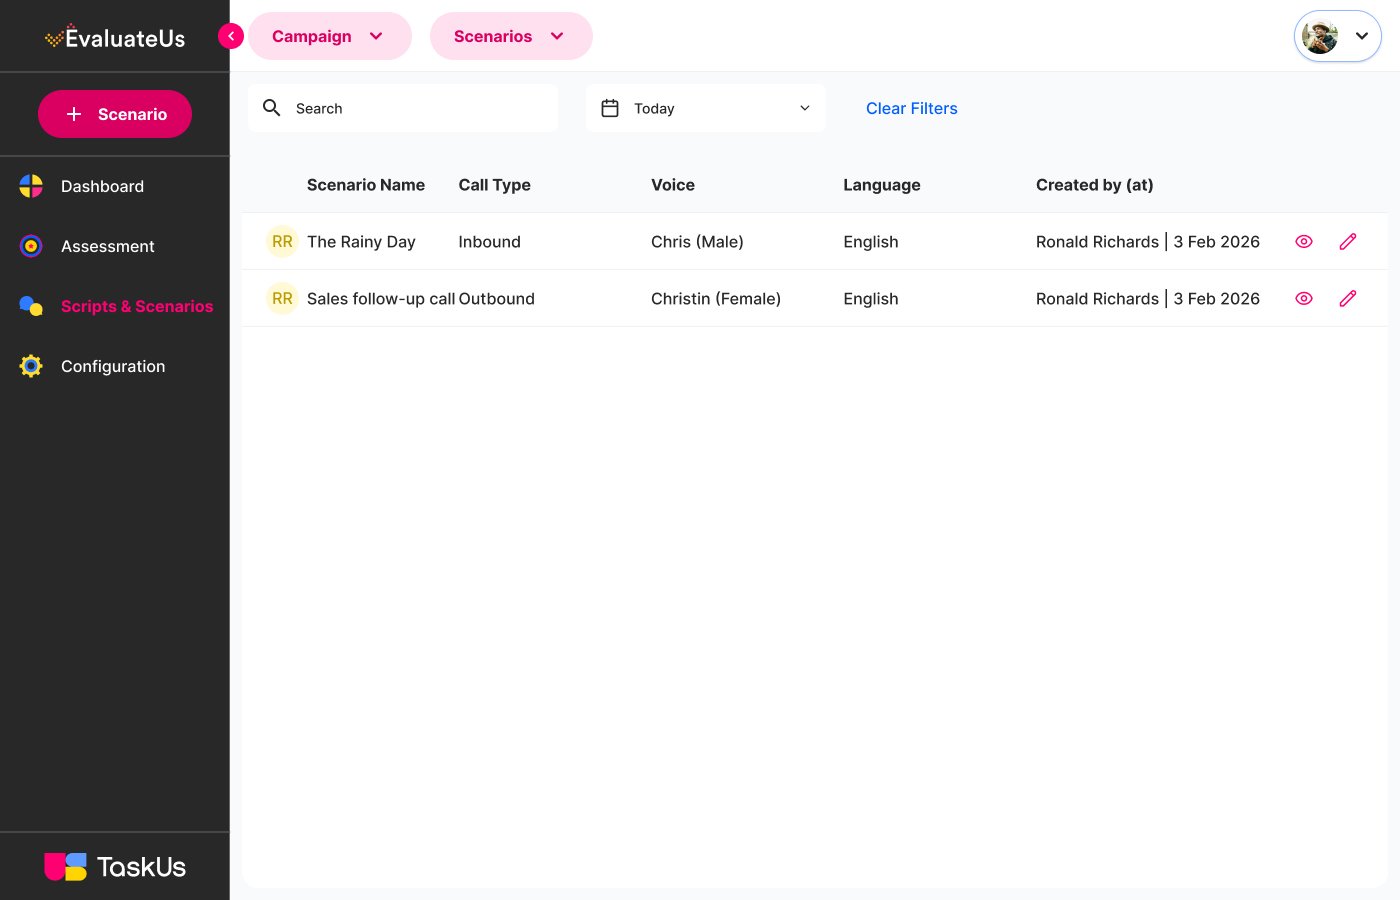 EvaluateUs
Campaign
Scenarios
Scenario
Search
Today
Clear Filters
Dashboard
Assessment
Scripts & Scenarios
Configuration
Scenario Name Call Type Voice Language Created by (at)
RR The Rainy Day Inbound Chris (Male) English Ronald Richards | 3 Feb 2026
RR Sales follow-up call Outbound Christin (Female) English Ronald Richards | 3 Feb 2026
TaskUs